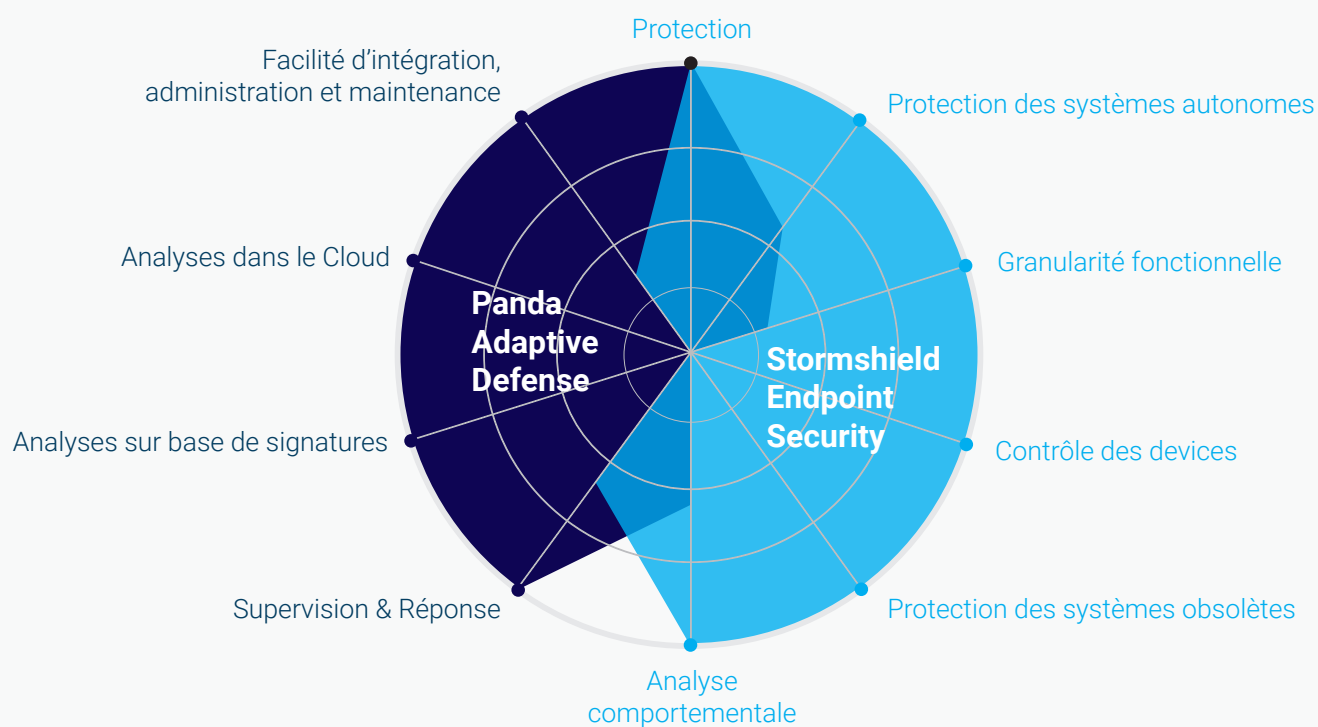 Protection
Facilité d’intégration,
administration et maintenance
Protection des systèmes autonomes
Analyses dans le Cloud
Granularité fonctionnelle
Panda
Adaptive
Defense
Stormshield
Endpoint
Security
Analyses sur base de signatures
Contrôle des devices
Supervision & Réponse
Protection des systèmes obsolètes
Analyse
comportementale